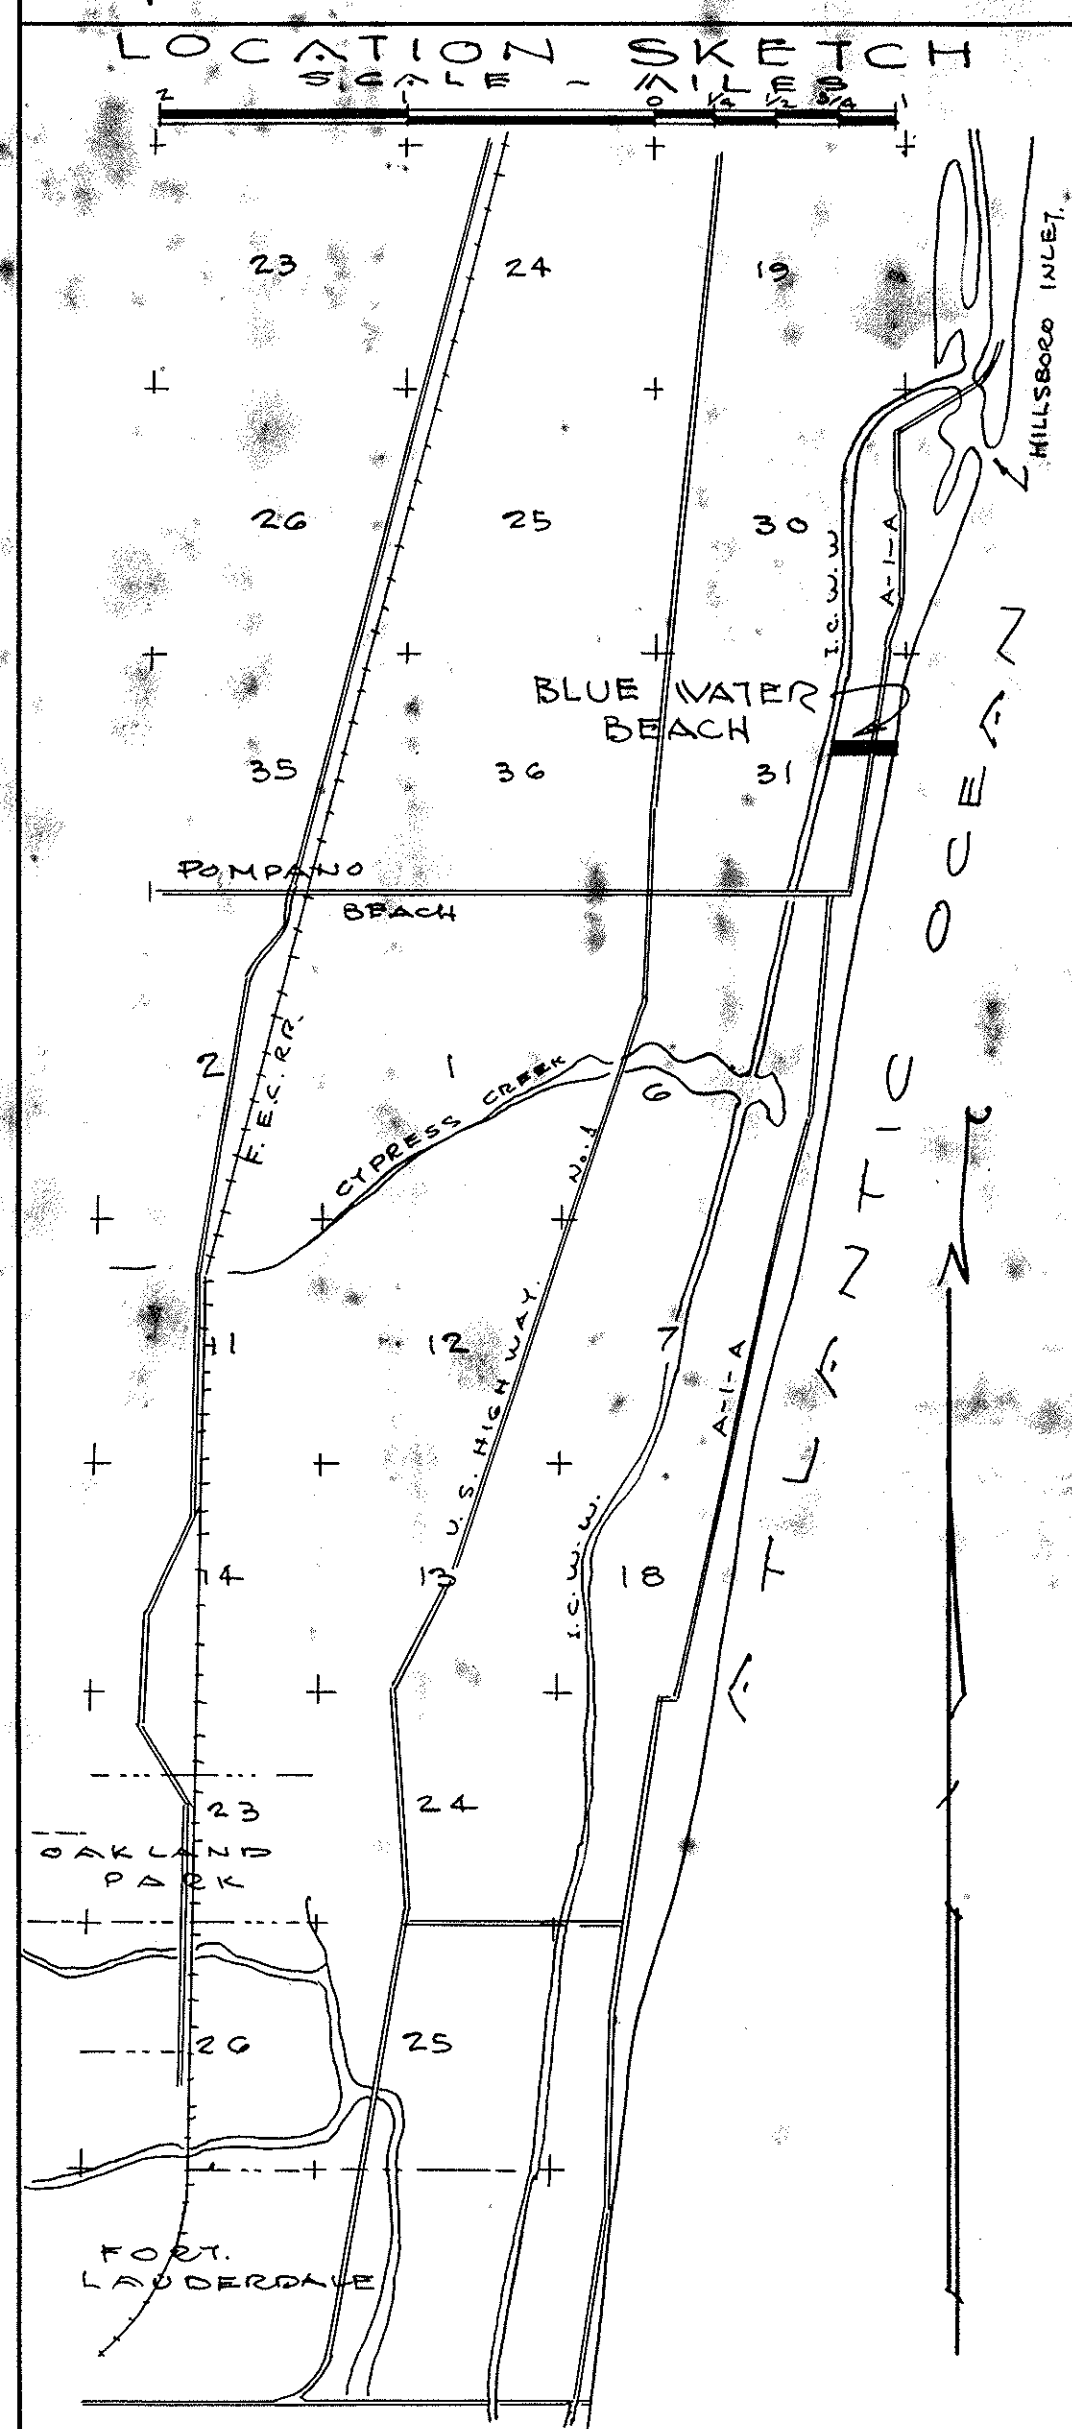 LOCATION SKETCH
SCALE - MILES
2 1 0 1/4 1/2 3/4 1
23 24 19
HILLSBORO INLET.
26 25 30
I.C.W.W
A-1-A
BLUE WATER
BEACH
35 36 31
POMPANO
BEACH
ATLANTIC OCEAN
2 1 6
F.E.C.RR.
CYPRESS CREEK
N
11 12 7
U.S. HIGHWAY. No. 1
A-1-A
14 13 18
I.C.W.W.
23 24
OAKLAND
PARK
26 25
FORT.
LAUDERDALE